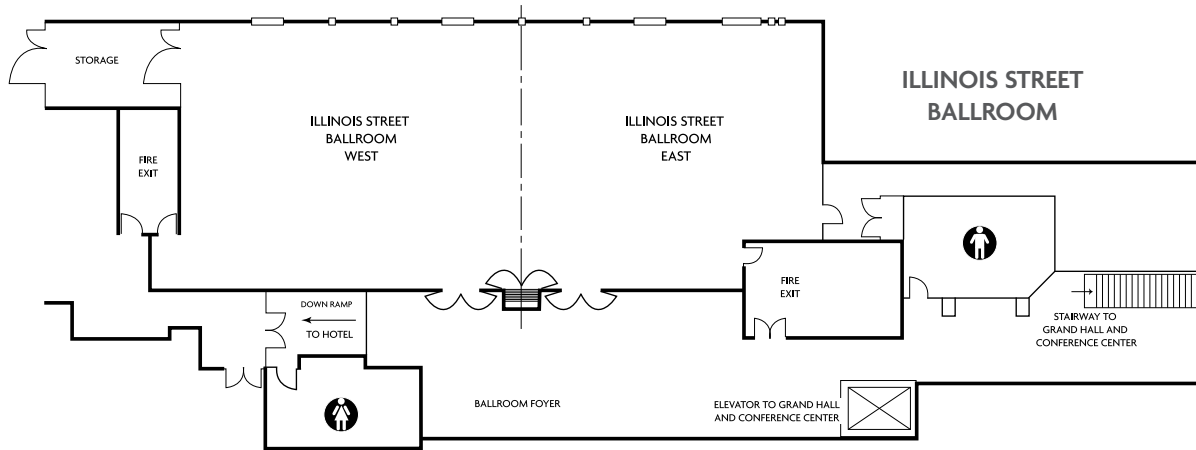 STORAGE
ILLINOIS STREET
BALLROOM
WEST
ILLINOIS STREET
BALLROOM
EAST
ILLINOIS STREET
BALLROOM
FIRE
EXIT
FIRE
EXIT
DOWN RAMP
TO HOTEL
STAIRWAY TO
GRAND HALL AND
CONFERENCE CENTER
BALLROOM FOYER
ELEVATOR TO GRAND HALL
AND CONFERENCE CENTER